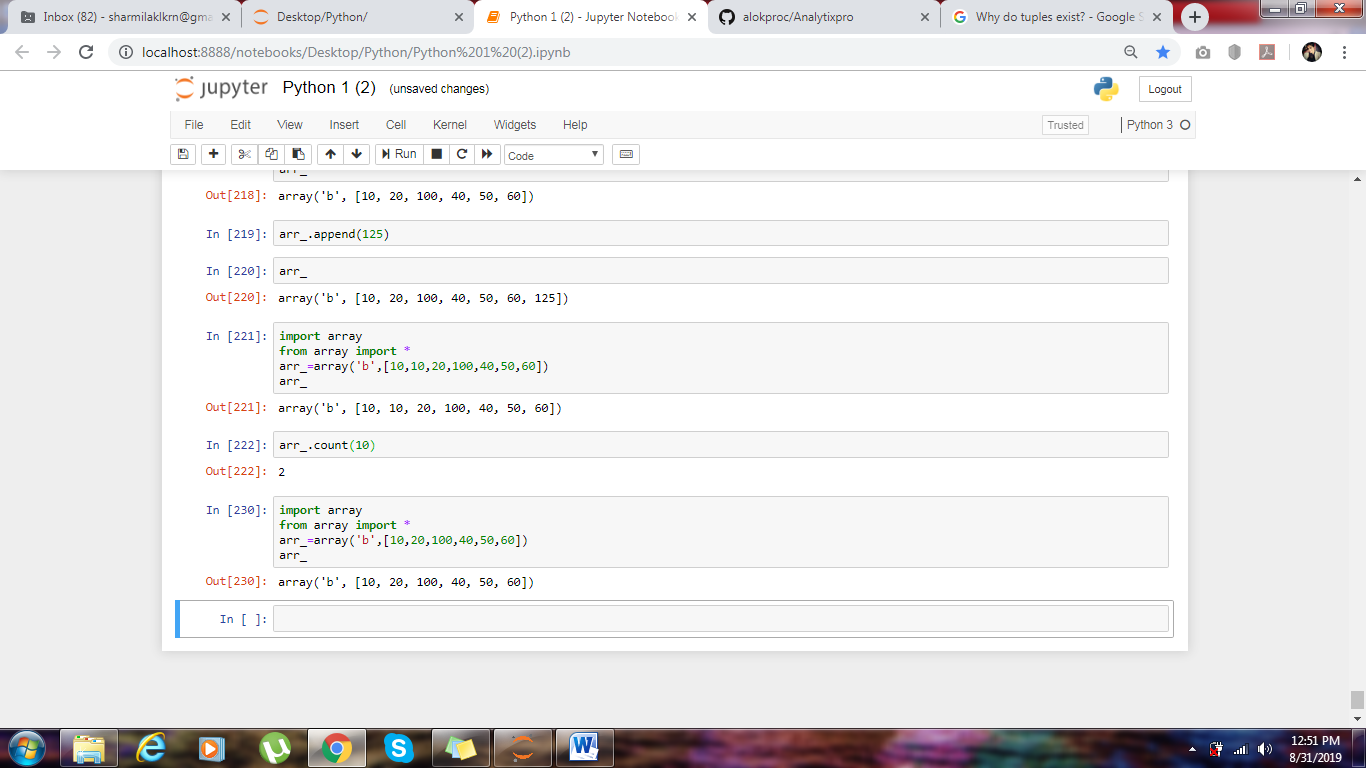 Inbox (82) - sharmilaklkrn@gma
Desktop/Python/
Python 1 (2) - Jupyter Notebook
alokproc/Analytixpro
Why do tuples exist? - Google S
localhost:8888/notebooks/Desktop/Python/Python%201%20(2).ipynb
jupyter Python 1 (2) (unsaved changes)
Logout
File Edit View Insert Cell Kernel Widgets Help
Trusted
Python 3
Run
Code
arr_
Out[218]: array('b', [10, 20, 100, 40, 50, 60])
In [219]: arr_.append(125)
In [220]: arr_
Out[220]: array('b', [10, 20, 100, 40, 50, 60, 125])
In [221]: import array
from array import *
arr_=array('b',[10,10,20,100,40,50,60])
arr_
Out[221]: array('b', [10, 10, 20, 100, 40, 50, 60])
In [222]: arr_.count(10)
Out[222]: 2
In [230]: import array
from array import *
arr_=array('b',[10,20,100,40,50,60])
arr_
Out[230]: array('b', [10, 20, 100, 40, 50, 60])
In [ ]:
12:51 PM
8/31/2019